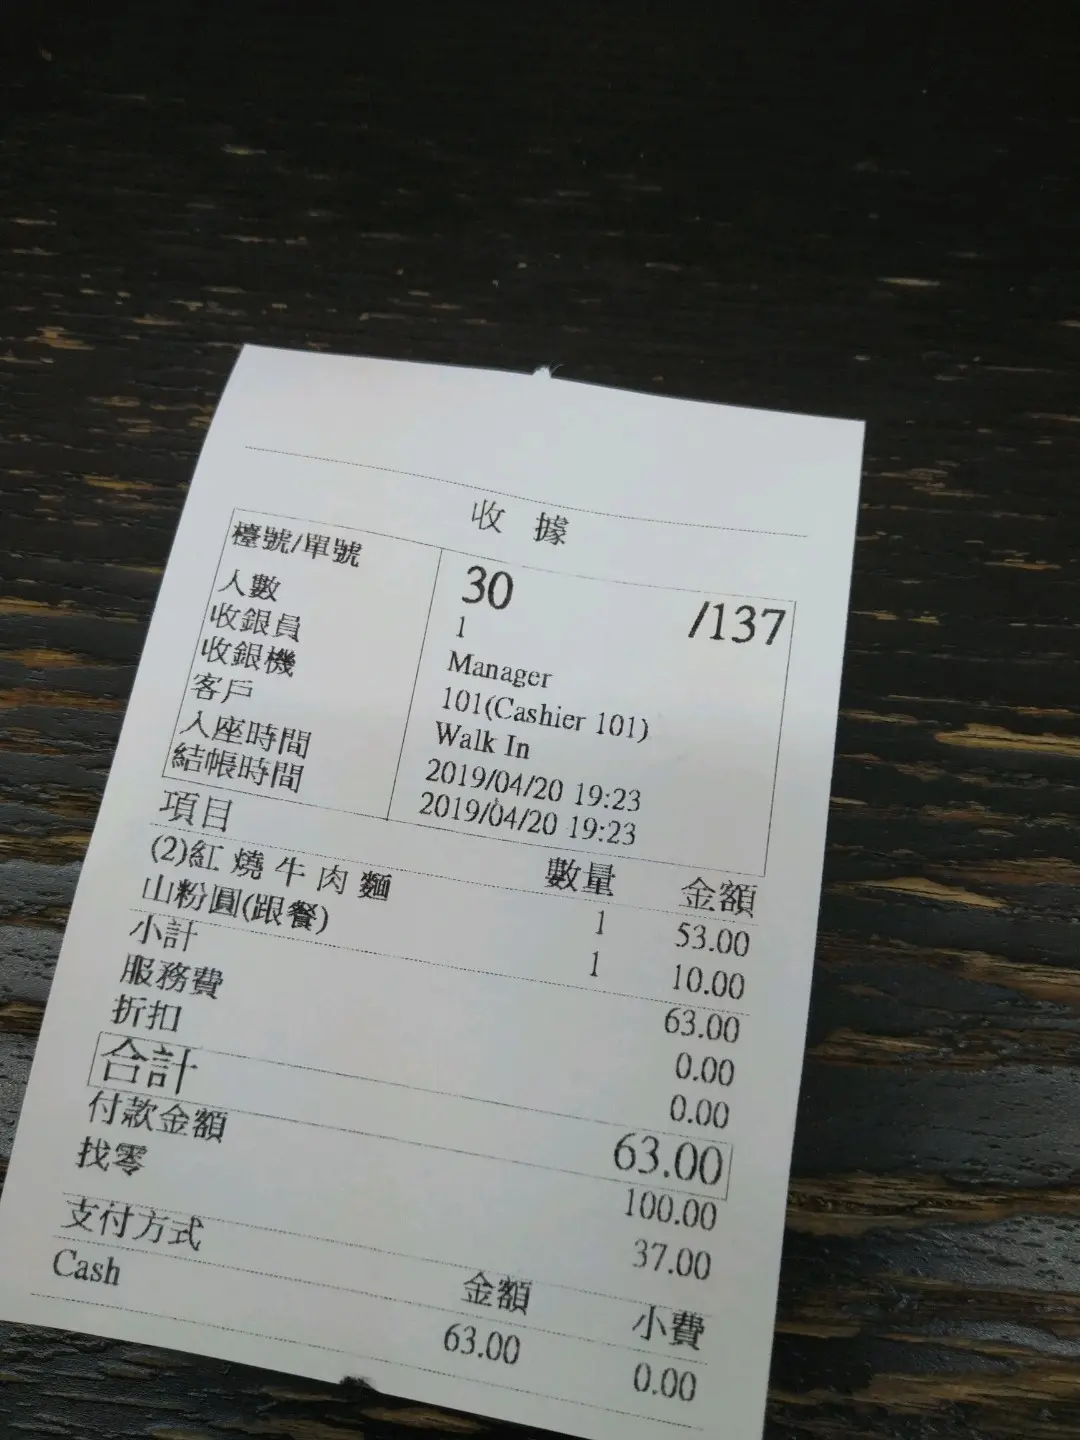 收據
檯號/單號 30 /137
人數 1
收銀員 Manager
收銀機 101(Cashier 101)
客戶 Walk In
入座時間 2019/04/20 19:23
結帳時間 2019/04/20 19:23
項目 數量 金額
(2)紅燒牛肉麵 1 53.00
山粉圓(跟餐) 1 10.00
小計 63.00
服務費 0.00
折扣 0.00
合計 63.00
付款金額 100.00
找零 37.00
支付方式 金額 小費
Cash 63.00 0.00